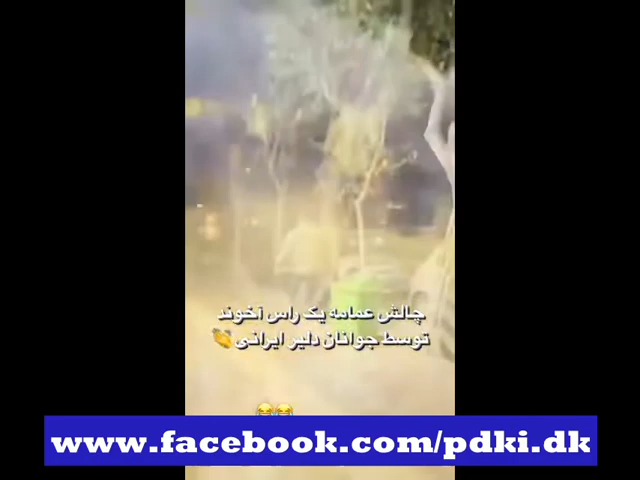 چالش عمامه یک راس آخوند
توسط جوانان دلیر ایرانی👏
😂😂
www.facebook.com/pdki.dk